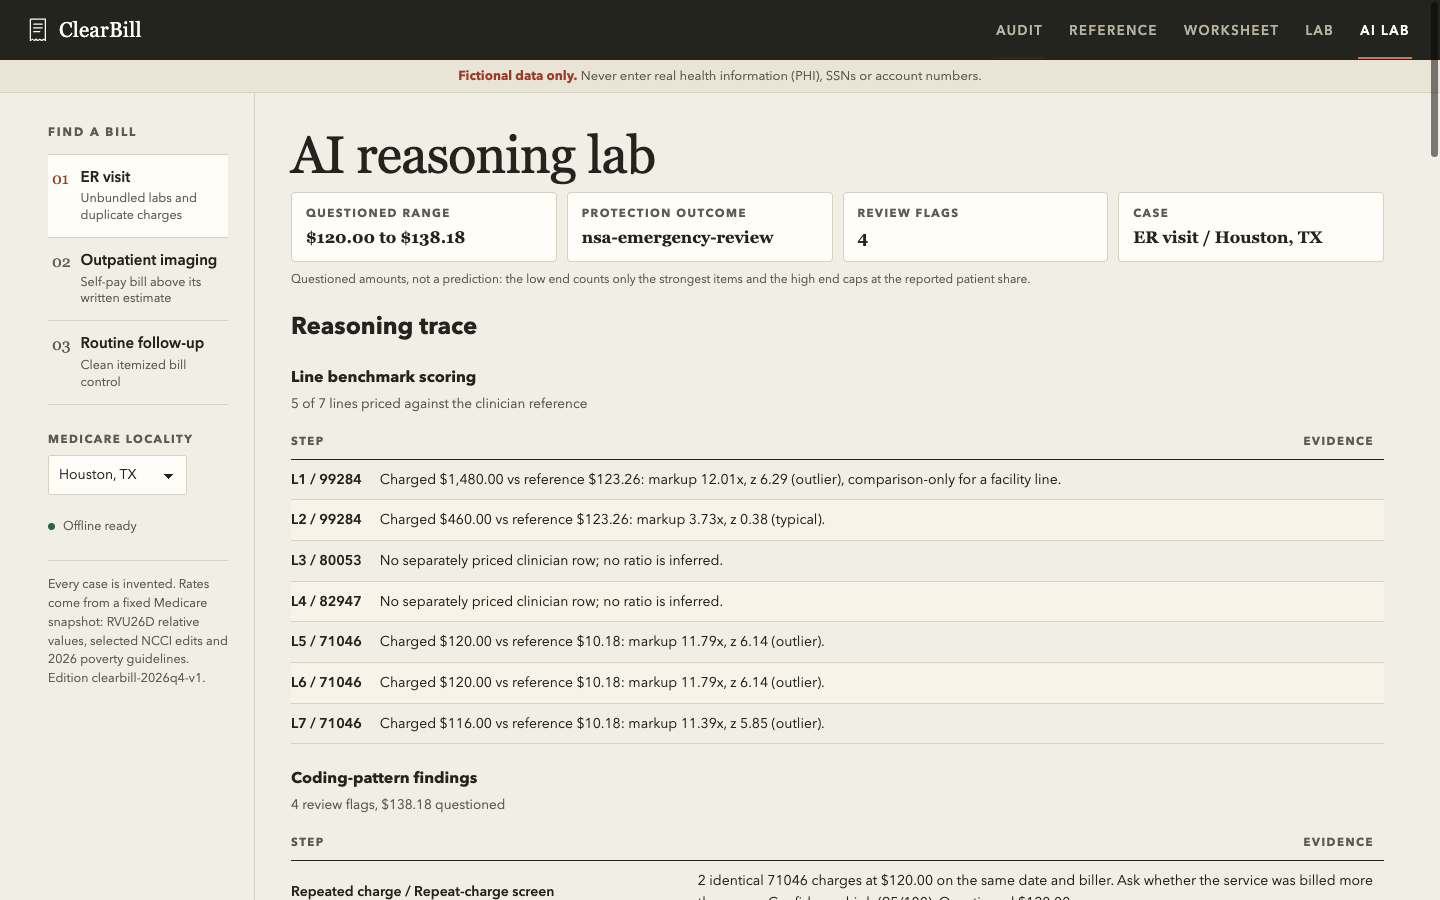 ClearBill
AUDIT REFERENCE WORKSHEET LAB AI LAB
Fictional data only. Never enter real health information (PHI), SSNs or account numbers.
FIND A BILL
01 ER visit
Unbundled labs and
duplicate charges
02 Outpatient imaging
Self-pay bill above its
written estimate
03 Routine follow-up
Clean itemized bill
control
MEDICARE LOCALITY
Houston, TX
Offline ready
Every case is invented. Rates
come from a fixed Medicare
snapshot: RVU26D relative
values, selected NCCI edits and
2026 poverty guidelines.
Edition clearbill-2026q4-v1.
AI reasoning lab
QUESTIONED RANGE
$120.00 to $138.18
PROTECTION OUTCOME
nsa-emergency-review
REVIEW FLAGS
4
CASE
ER visit / Houston, TX
Questioned amounts, not a prediction: the low end counts only the strongest items and the high end caps at the reported patient share.
Reasoning trace
Line benchmark scoring
5 of 7 lines priced against the clinician reference
STEP EVIDENCE
L1 / 99284 Charged $1,480.00 vs reference $123.26: markup 12.01x, z 6.29 (outlier), comparison-only for a facility line.
L2 / 99284 Charged $460.00 vs reference $123.26: markup 3.73x, z 0.38 (typical).
L3 / 80053 No separately priced clinician row; no ratio is inferred.
L4 / 82947 No separately priced clinician row; no ratio is inferred.
L5 / 71046 Charged $120.00 vs reference $10.18: markup 11.79x, z 6.14 (outlier).
L6 / 71046 Charged $120.00 vs reference $10.18: markup 11.79x, z 6.14 (outlier).
L7 / 71046 Charged $116.00 vs reference $10.18: markup 11.39x, z 5.85 (outlier).
Coding-pattern findings
4 review flags, $138.18 questioned
STEP EVIDENCE
Repeated charge / Repeat-charge screen 2 identical 71046 charges at $120.00 on the same date and biller. Ask whether the service was billed more